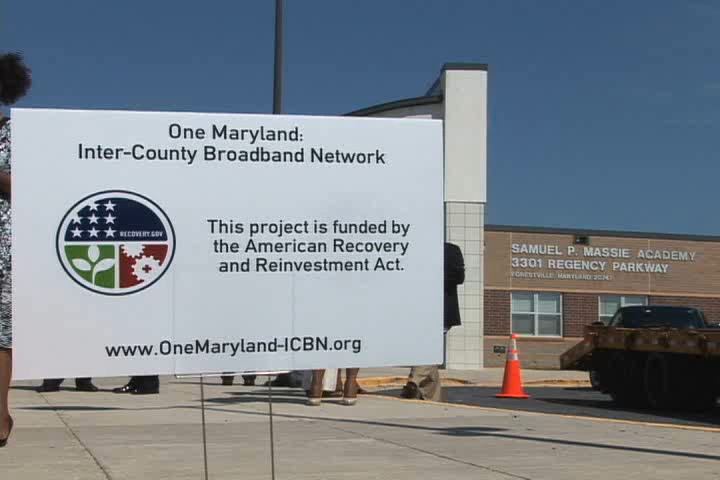 One Maryland:
Inter-County Broadband Network
RECOVERY.GOV
This project is funded by
the American Recovery
and Reinvestment Act.
www.OneMaryland-ICBN.org
SAMUEL P. MASSIE ACADEMY
3301 REGENCY PARKWAY
FORESTVILLE, MARYLAND 20747